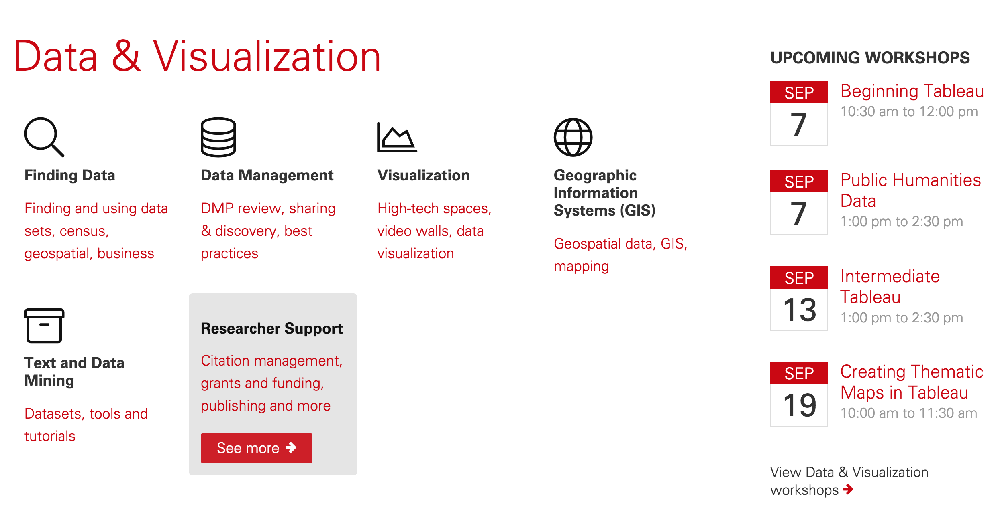 Data & Visualization
Finding Data
Finding and using data
sets, census,
geospatial, business
Data Management
DMP review, sharing
& discovery, best
practices
Visualization
High-tech spaces,
video walls, data
visualization
Geographic
Information
Systems (GIS)
Geospatial data, GIS,
mapping
Text and Data
Mining
Datasets, tools and
tutorials
Researcher Support
Citation management,
grants and funding,
publishing and more
See more
UPCOMING WORKSHOPS
SEP
7
Beginning Tableau
10:30 am to 12:00 pm
SEP
7
Public Humanities
Data
1:00 pm to 2:30 pm
SEP
13
Intermediate
Tableau
1:00 pm to 2:30 pm
SEP
19
Creating Thematic
Maps in Tableau
10:00 am to 11:30 am
View Data & Visualization
workshops